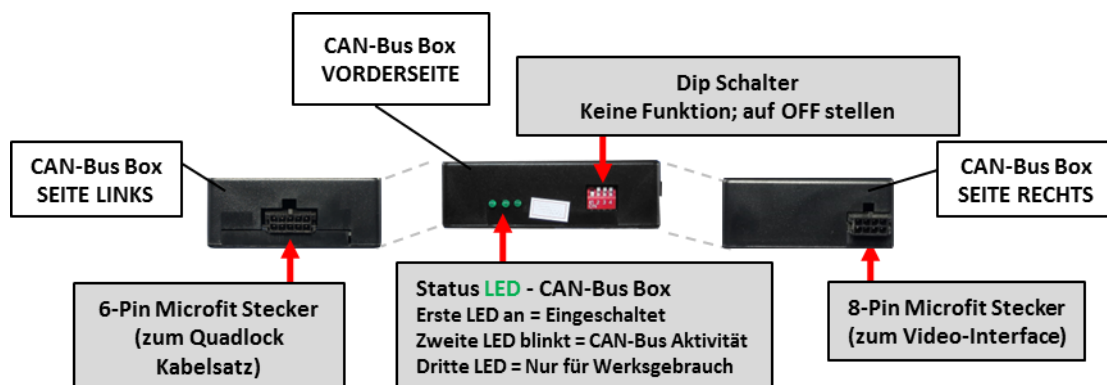 CAN-Bus Box
VORDERSEITE
Dip Schalter
Keine Funktion; auf OFF stellen
CAN-Bus Box
SEITE LINKS
CAN-Bus Box
SEITE RECHTS
6-Pin Microfit Stecker
(zum Quadlock
Kabelsatz)
Status LED - CAN-Bus Box
Erste LED an = Eingeschaltet
Zweite LED blinkt = CAN-Bus Aktivität
Dritte LED = Nur für Werksgebrauch
8-Pin Microfit Stecker
(zum Video-Interface)